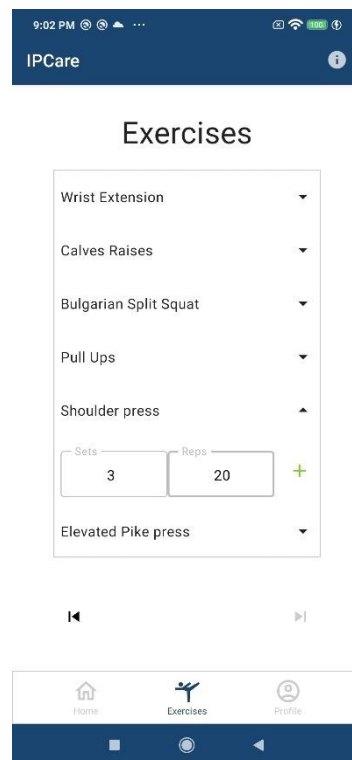 9:02 PM
100
IPCare
Exercises
Wrist Extension
Calves Raises
Bulgarian Split Squat
Pull Ups
Shoulder press
Sets Reps
3 20 +
Elevated Pike press
Home Exercises Profile